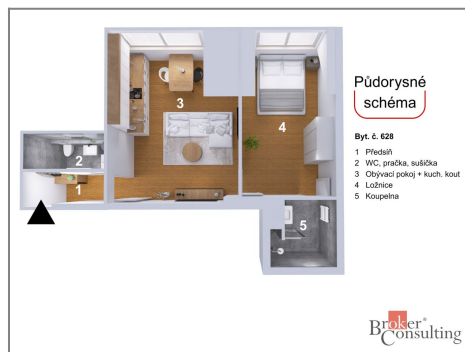 Půdorysné
schéma
Byt. č. 628
1 Předsíň
2 WC, pračka, sušička
3 Obývací pokoj + kuch. kout
4 Ložnice
5 Koupelna
3
4
2
1
5
Broker®
Consulting